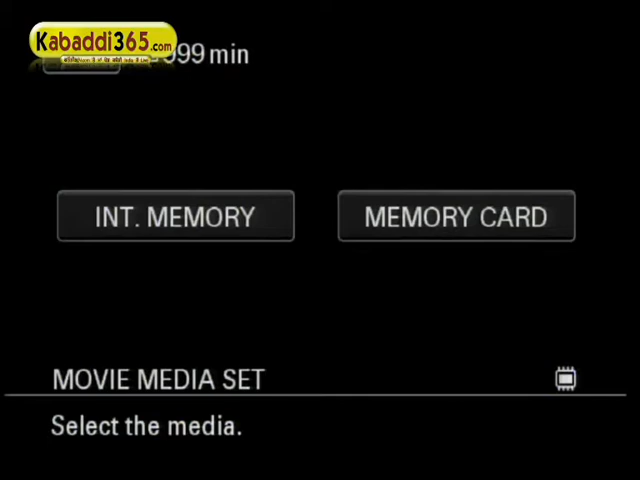 Kabaddi365.com
999 min
INT. MEMORY
MEMORY CARD
MOVIE MEDIA SET
Select the media.